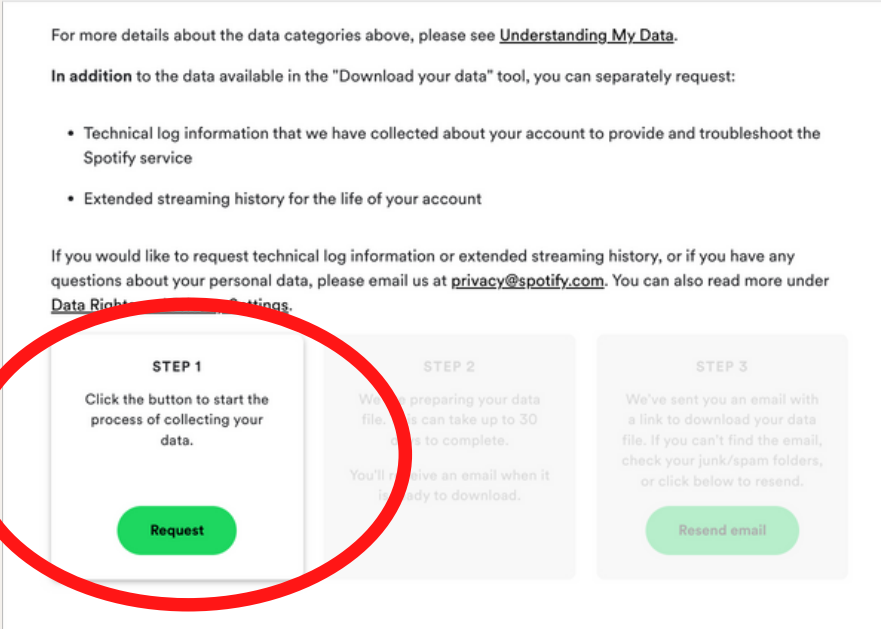 For more details about the data categories above, please see Understanding My Data.
In addition to the data available in the "Download your data" tool, you can separately request:
• Technical log information that we have collected about your account to provide and troubleshoot the
Spotify service
• Extended streaming history for the life of your account
If you would like to request technical log information or extended streaming history, or if you have any
questions about your personal data, please email us at privacy@spotify.com. You can also read more under
Data
STEP 1
Click the button to start the
process of collecting your
data.
Request
STEP 2
preparing your data
file. can take up to 30
to complete.
You'll when it
ready to download.
STEP 3
We've sent you an email with
a link to download your data
file. If you can't find the email,
check your junk/spam folders,
or click below to resend.
Resend email